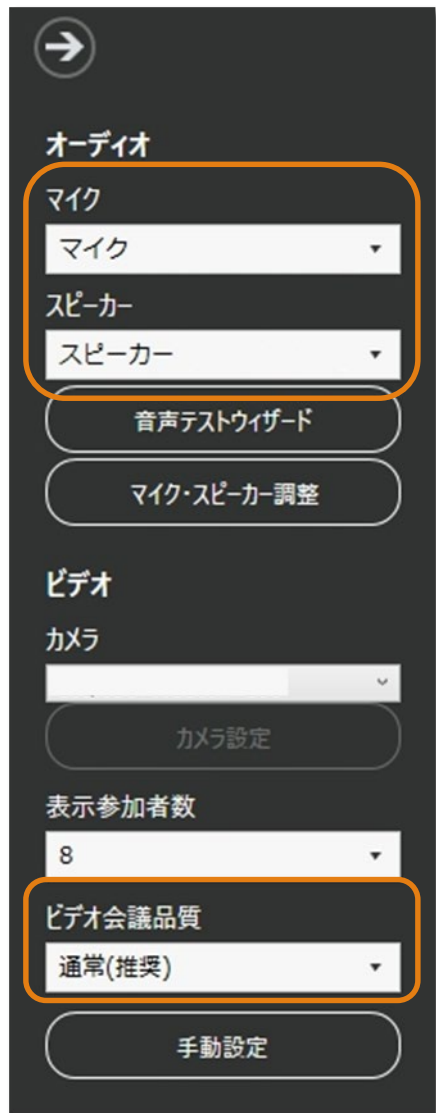 オーディオ
マイク
マイク
スピーカー
スピーカー
音声テストウィザード
マイク・スピーカー調整
ビデオ
カメラ
カメラ設定
表示参加者数
8
ビデオ会議品質
通常(推奨)
手動設定